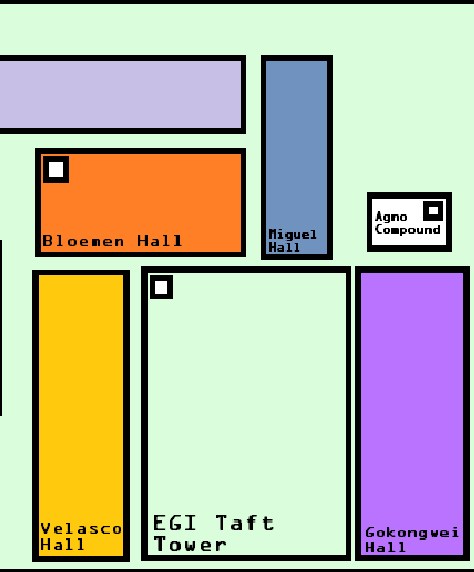 Agno
Compound
Miguel
Hall
Bloemen Hall
EGI Taft
Tower
Velasco
Hall
Gokongwei
Hall